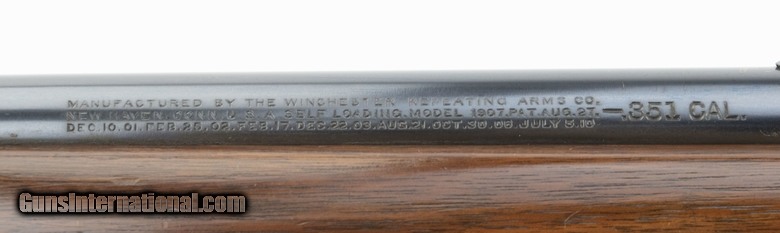 MANUFACTURED BY THE WINCHESTER REPEATING ARMS CO.
NEW HAVEN. CONN. U.S.A. SELF LOADING. MODEL 1907. PAT. AUG. 27. —.351 CAL.
DEC. 10. 01. FEB. 25. 02. FEB. 17. DEC. 22. 03. AUG. 21. OCT. 30. 06 JULY 5. 10
GunsInternational.com